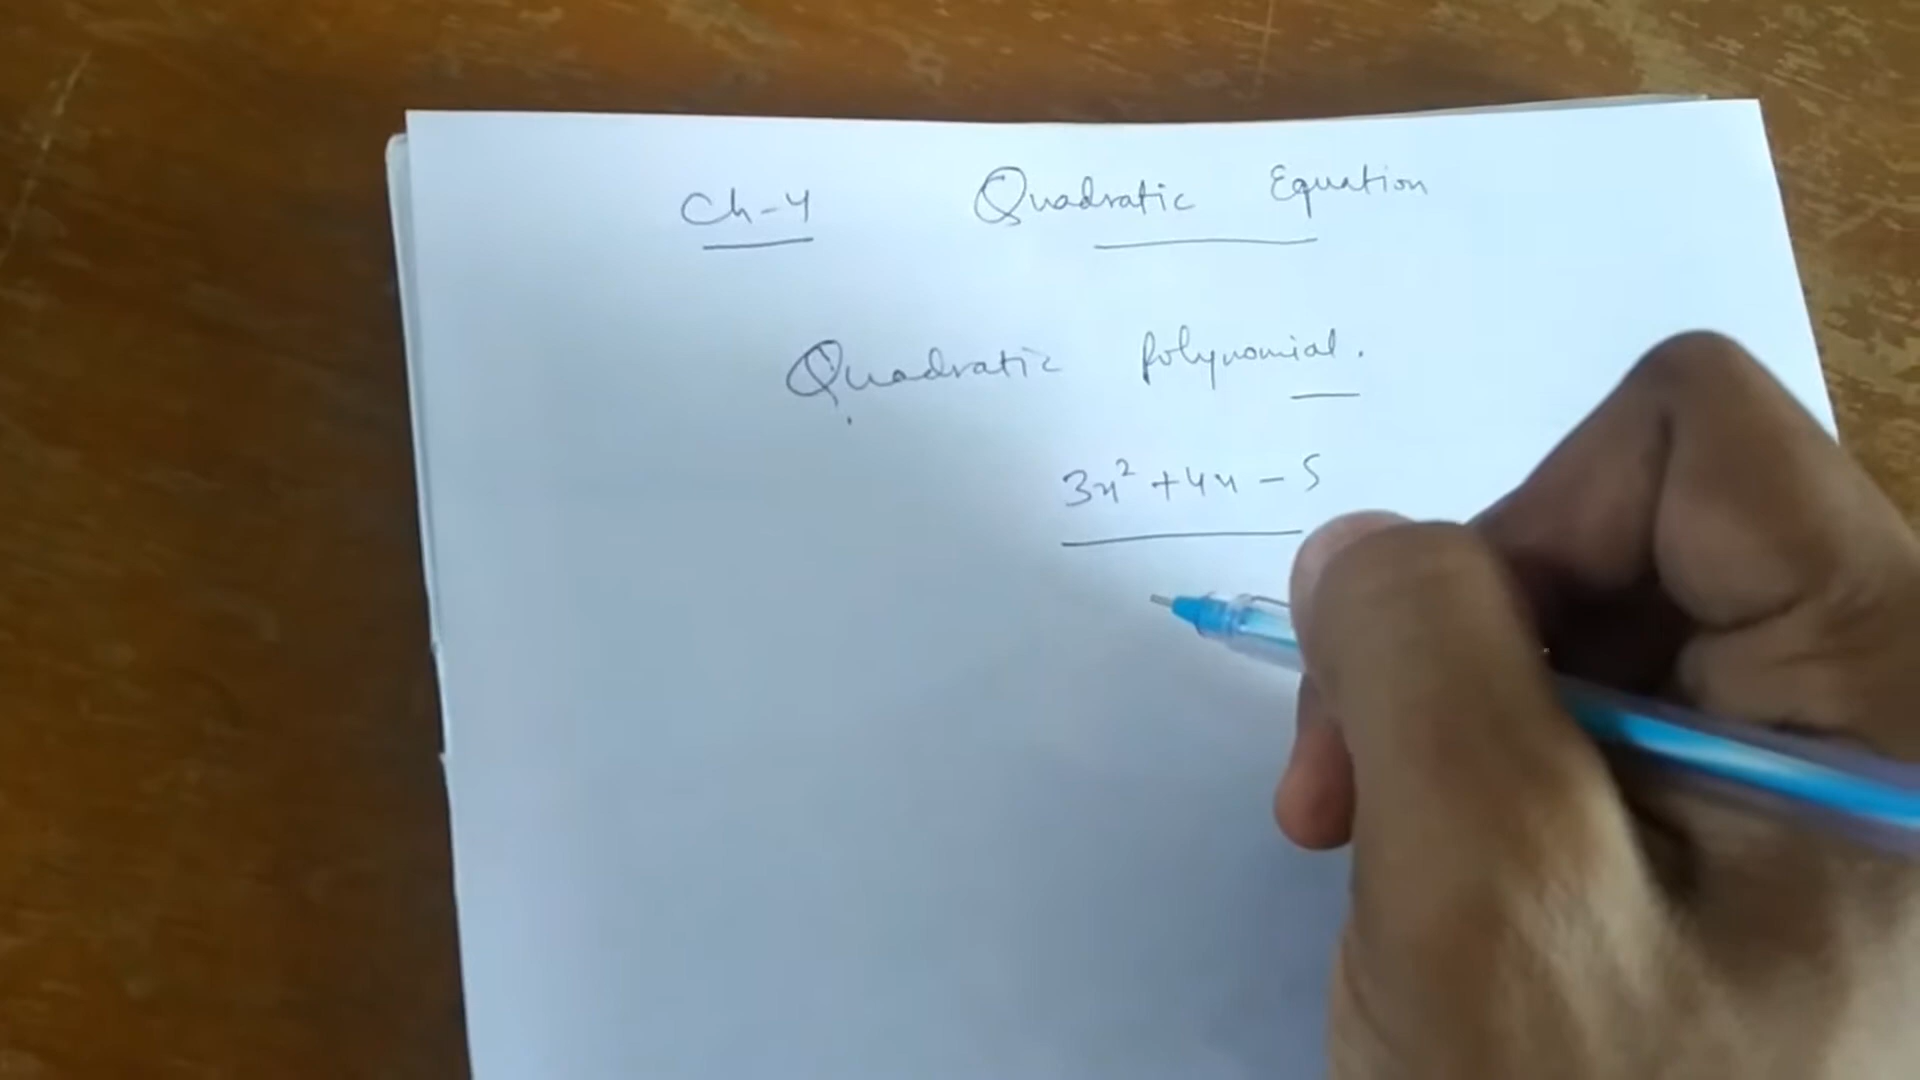 Ch-4 Quadratic Equation
Quadratic polynomial.
3x² + 4x - 5